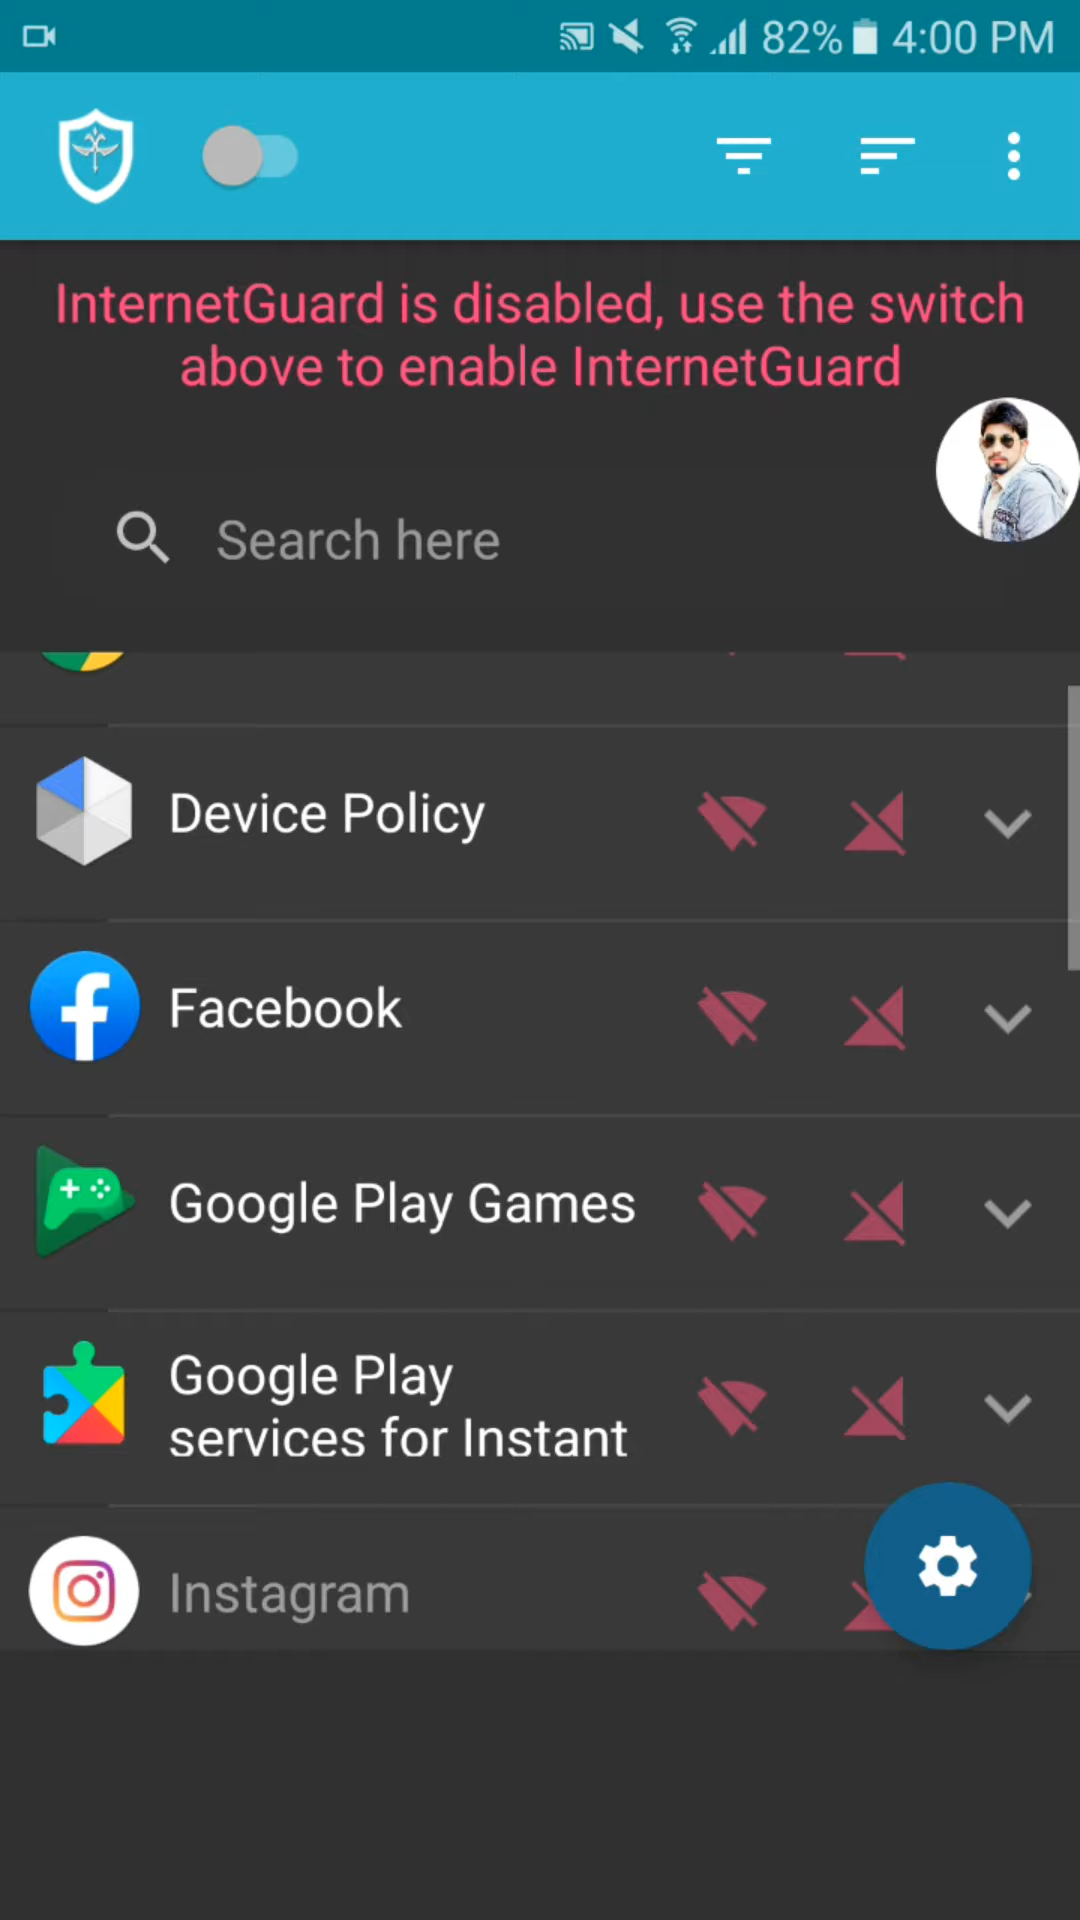 82% 4:00 PM
InternetGuard is disabled, use the switch
above to enable InternetGuard
Search here
Device Policy
Facebook
Google Play Games
Google Play
services for Instant
Instagram